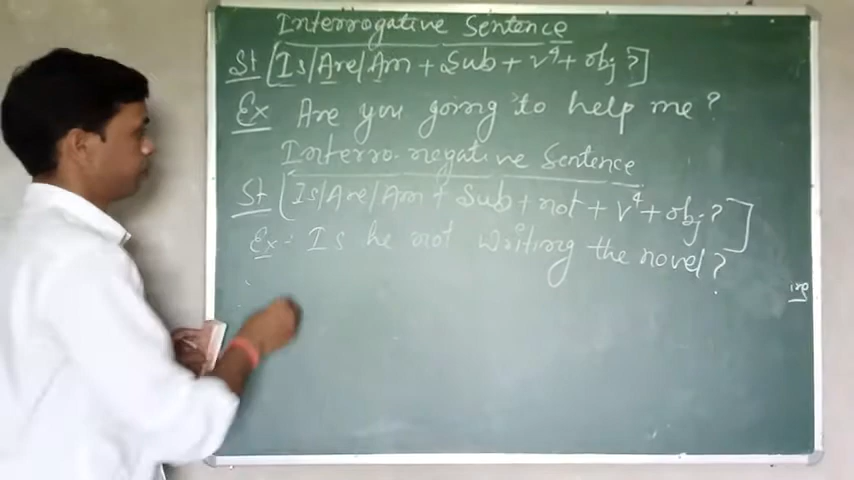 Interrogative Sentence
St [Is/Are/Am + Sub + V⁴ + obj ?]
Ex Are you going to help me ?
Interro-negative Sentence
St [Is/Are/Am + Sub + not + V⁴ + obj ?]
Ex:- Is he not writing the novel ?
ing